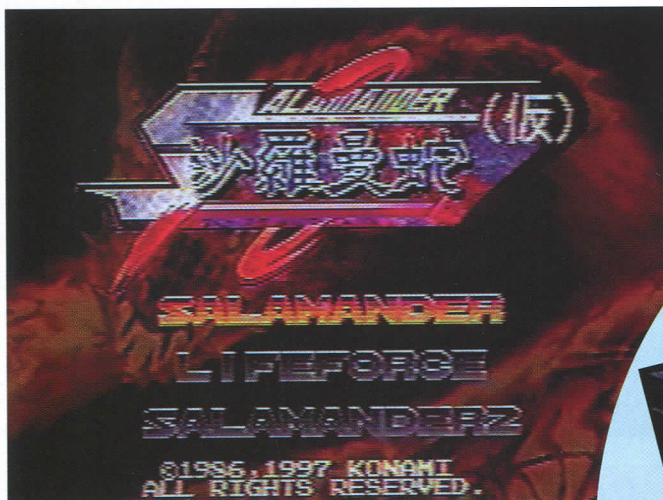 SALAMANDER
沙羅曼蛇 (仮)
SALAMANDER
LIFEFORCE
SALAMANDER2
©1986,1997 KONAMI
ALL RIGHTS RESERVED.